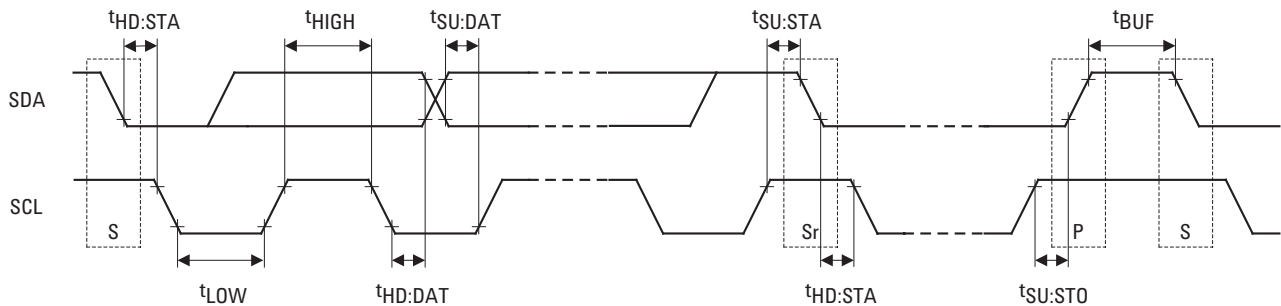 tHD:STA tHIGH tSU:DAT tSU:STA tBUF
SDA
SCL
S Sr P S
tLOW tHD:DAT tHD:STA tSU:STO